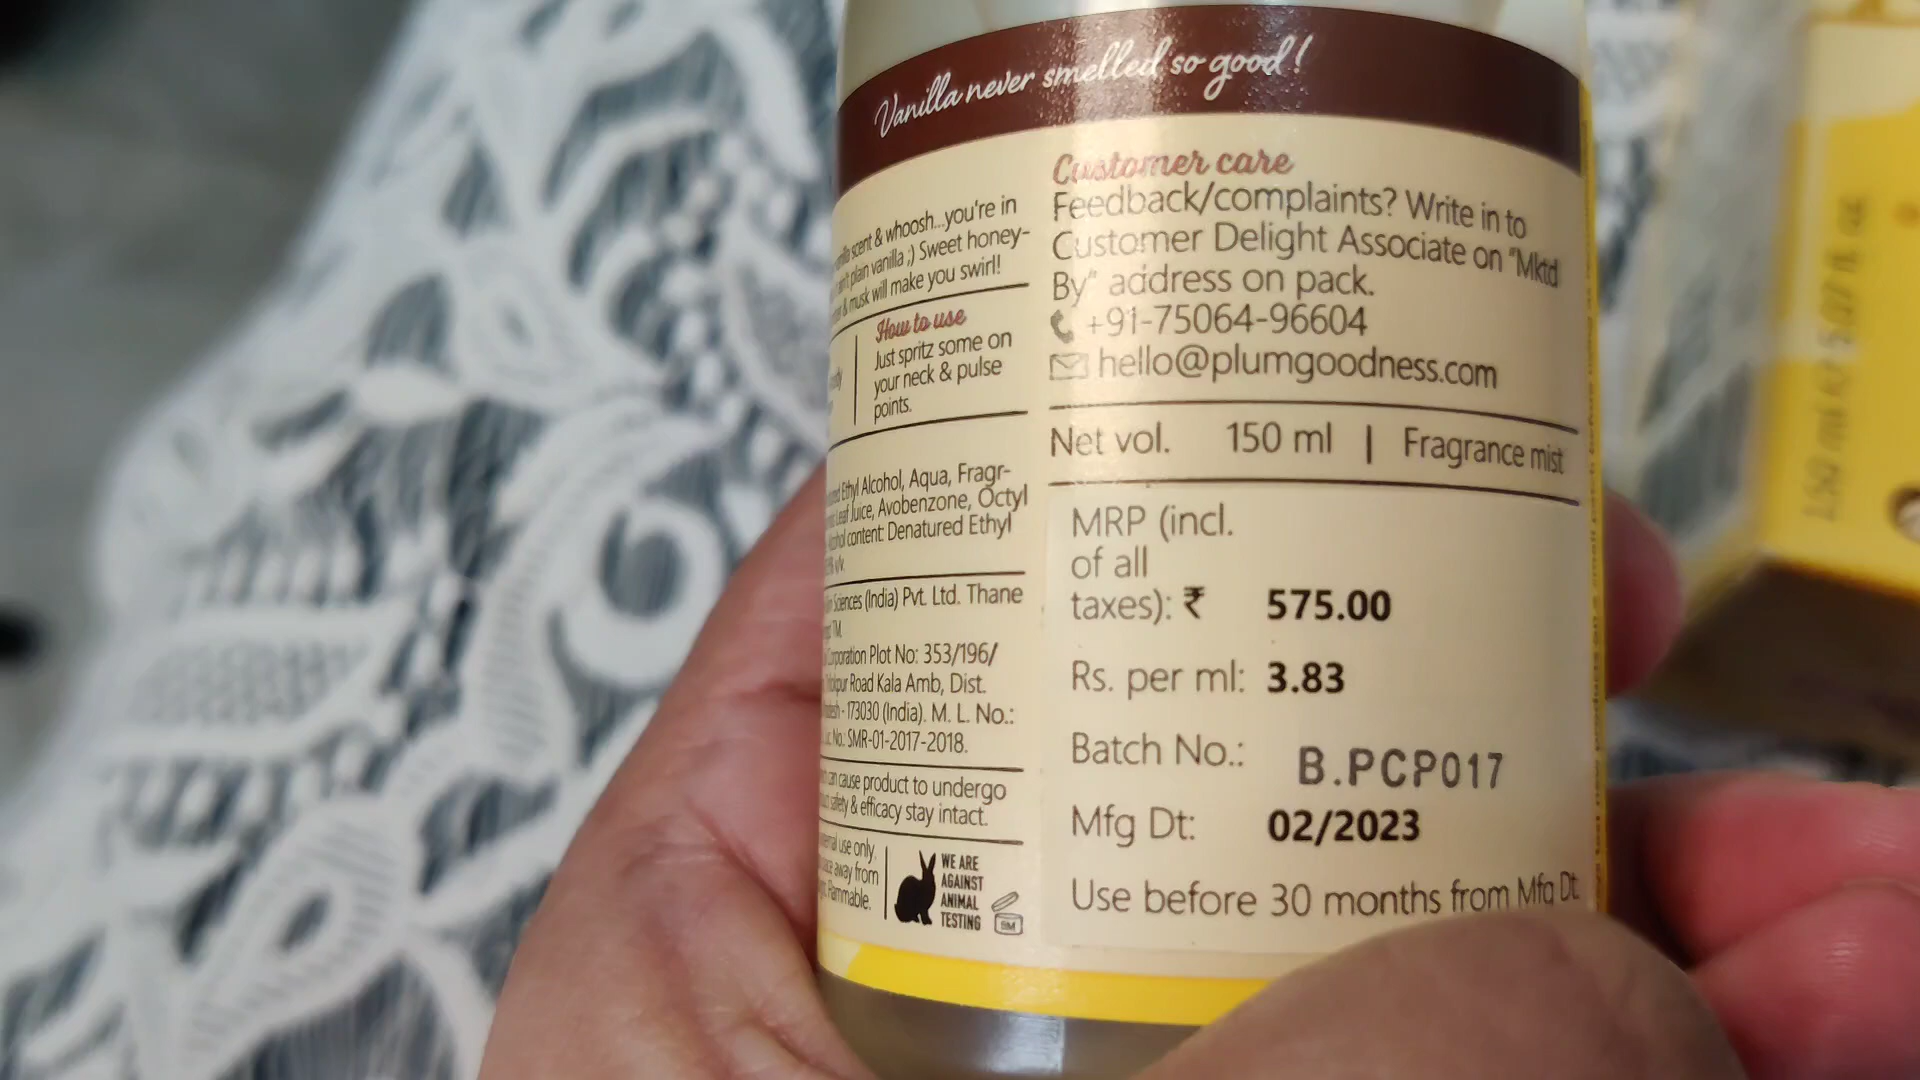 Vanilla never smelled so good!
scent & whoosh...you're in
plain vanilla ;) Sweet honey-
& musk will make you swirl!
How to use
Just spritz some on
your neck & pulse
points.
Ethyl Alcohol, Aqua, Fragr-
Leaf Juice, Avobenzone, Octyl
content: Denatured Ethyl
v/v.
Sciences (India) Pvt. Ltd. Thane
TM
Corporation Plot No: 353/196/
Road Kala Amb, Dist.
- 173030 (India). M. L. No.:
No.: SMR-01-2017-2018.
can cause product to undergo
safety & efficacy stay intact.
use only.
away from
Flammable.
WE ARE
AGAINST
ANIMAL
TESTING
Customer care
Feedback/complaints? Write in to
Customer Delight Associate on "Mktd
By" address on pack.
+91-75064-96604
hello@plumgoodness.com
Net vol. 150 ml | Fragrance mist
MRP (incl.
of all
taxes): ₹ 575.00
Rs. per ml: 3.83
Batch No.: B.PCP017
Mfg Dt: 02/2023
Use before 30 months from Mfg Dt.
150 ml e/ 5.07 fl. oz.